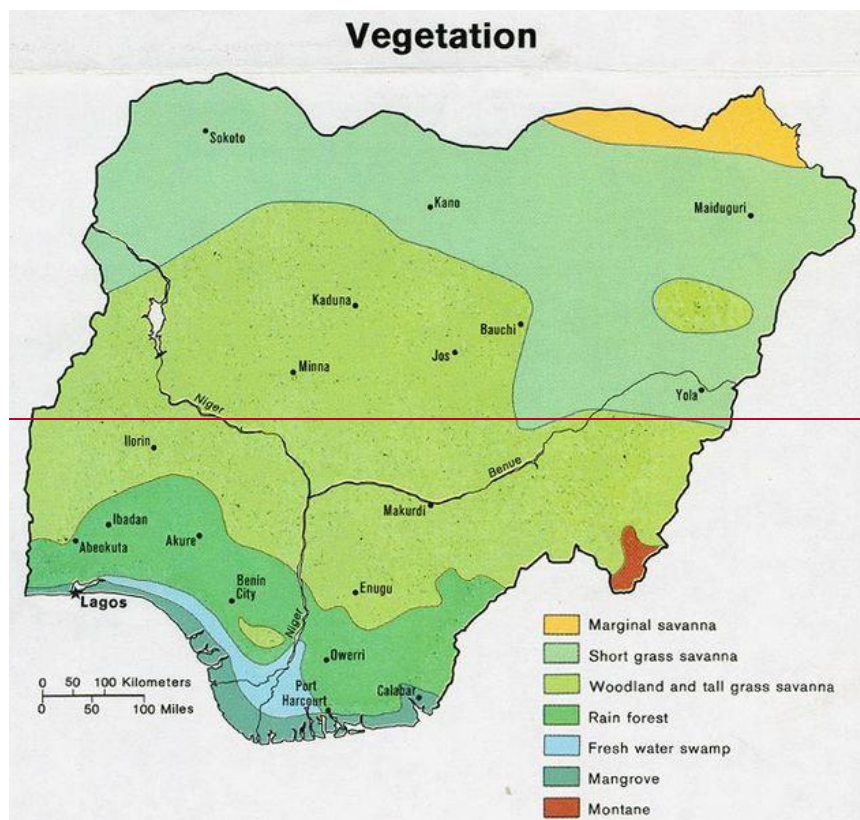 Vegetation
Sokoto
Kano
Maiduguri
Kaduna
Bauchi
Jos
Minna
Yola
Niger
Ilorin
Benue
Makurdi
Ibadan
Akure
Abeokuta
Benin
City
Enugu
Lagos
Niger
Owerri
Port
Harcourt
Calabar
0 50 100 Kilometers
0 50 100 Miles
Marginal savanna
Short grass savanna
Woodland and tall grass savanna
Rain forest
Fresh water swamp
Mangrove
Montane